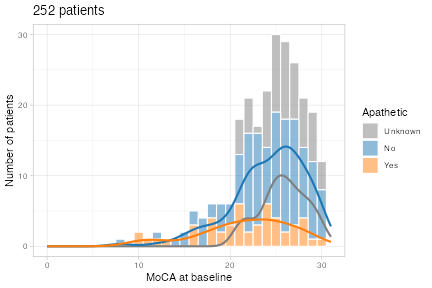 252 patients
Number of patients
30
20
10
0
0
10
20
30
MoCA at baseline
Apathetic
Unknown
No
Yes